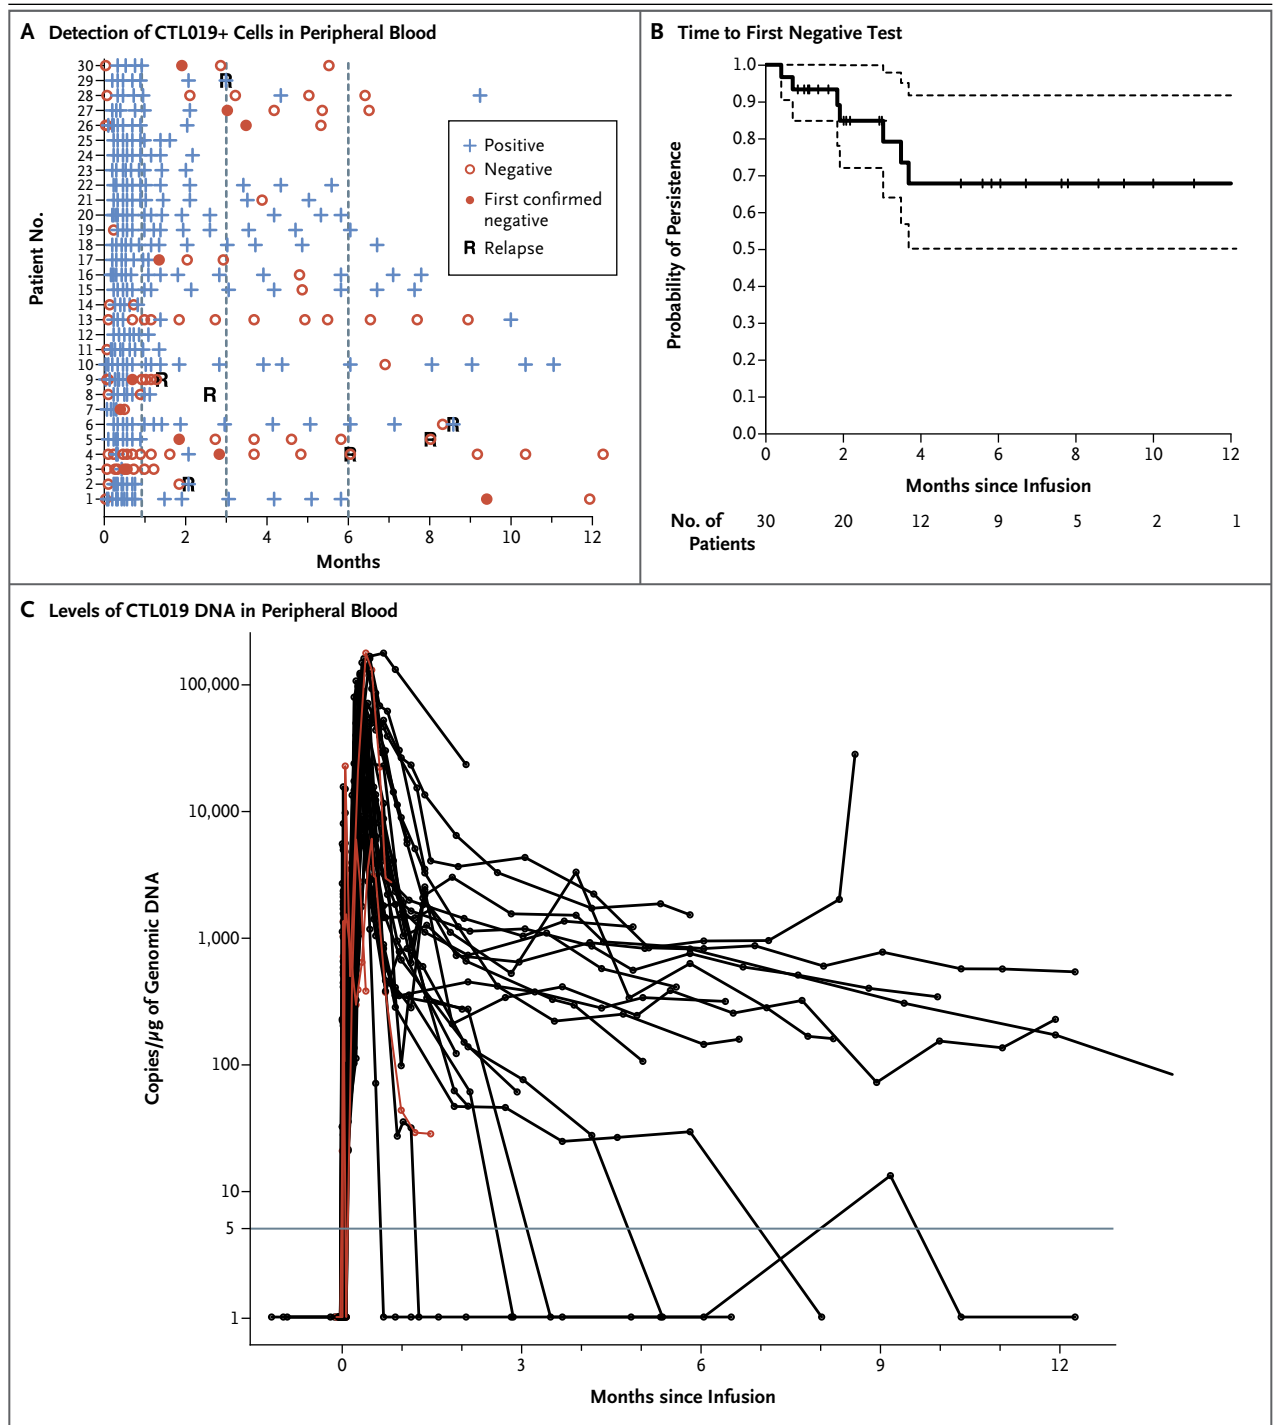 A Detection of CTL019+ Cells in Peripheral Blood
Patient No.
30
29
28
27
26
25
24
23
22
21
20
19
18
17
16
15
14
13
12
11
10
9
8
7
6
5
4
3
2
1
R
R
R
R
R
R
R
Positive
Negative
First confirmed
negative
R Relapse
0 2 4 6 8 10 12
Months
B Time to First Negative Test
Probability of Persistence
1.0
0.9
0.8
0.7
0.6
0.5
0.4
0.3
0.2
0.1
0.0
0 2 4 6 8 10 12
Months since Infusion
No. of 30 20 12 9 5 2 1
Patients
C Levels of CTL019 DNA in Peripheral Blood
Copies/µg of Genomic DNA
100,000
10,000
1,000
100
10
5
1
0 3 6 9 12
Months since Infusion